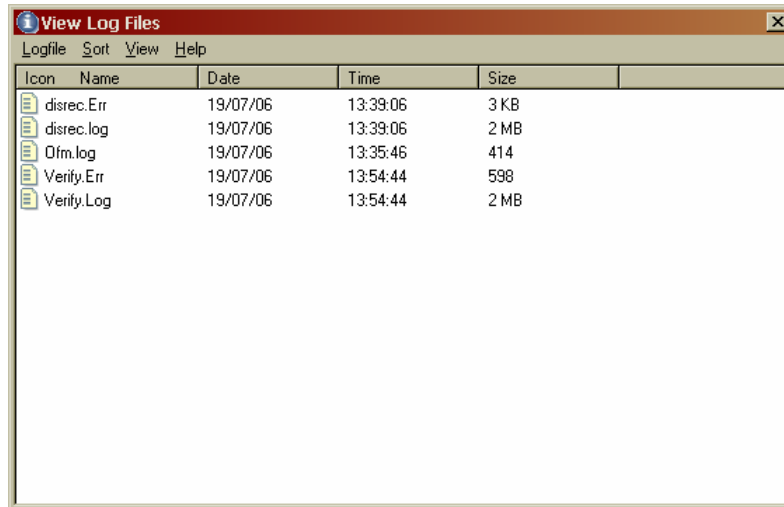 View Log Files
Logfile Sort View Help
Icon Name Date Time Size
disrec.Err 19/07/06 13:39:06 3 KB
disrec.log 19/07/06 13:39:06 2 MB
Ofm.log 19/07/06 13:35:46 414
Verify.Err 19/07/06 13:54:44 598
Verify.Log 19/07/06 13:54:44 2 MB